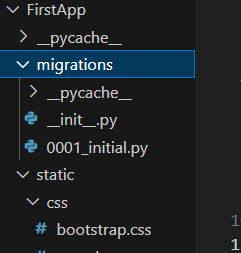 FirstApp
__pycache__
migrations
__pycache__
__init__.py
0001_initial.py
static
css
# bootstrap.css